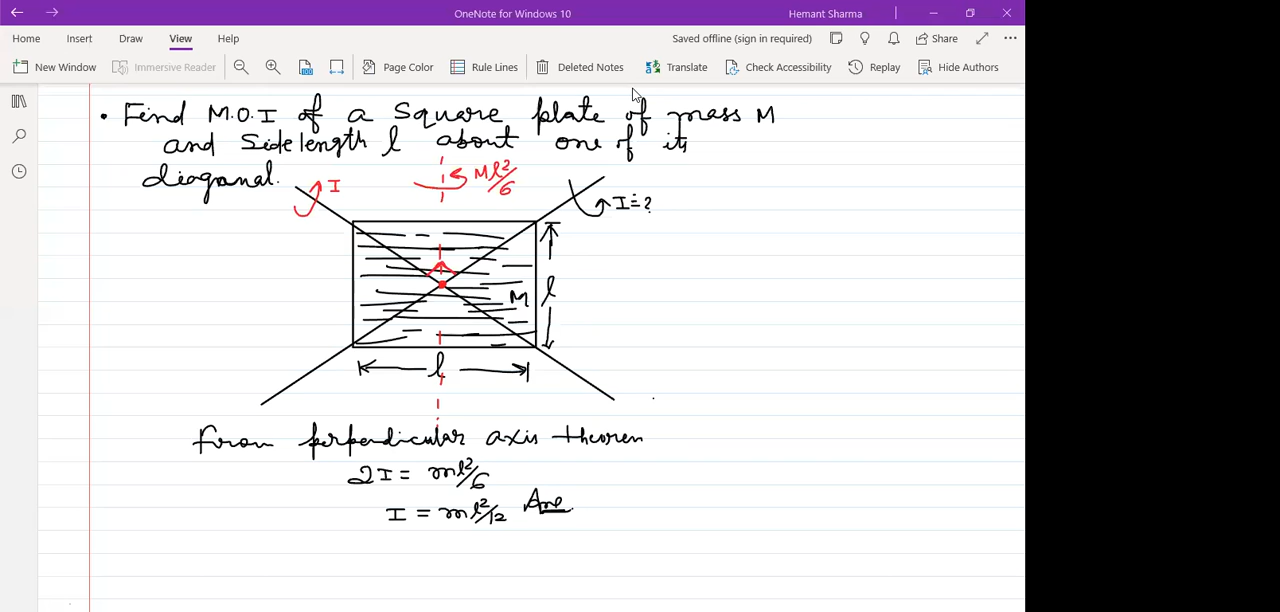 OneNote for Windows 10
Hemant Sharma
Home Insert Draw View Help
Saved offline (sign in required) Share
New Window Immersive Reader Page Color Rule Lines Deleted Notes Translate Check Accessibility Replay Hide Authors
• Find M.O.I of a Square plate of mass M
and Side length l about one of its
diagonal.
I
Ml²/6
I = ?
M
l
l
From perpendicular axis theorem
2I = ml²/6
I = ml²/12 Ans